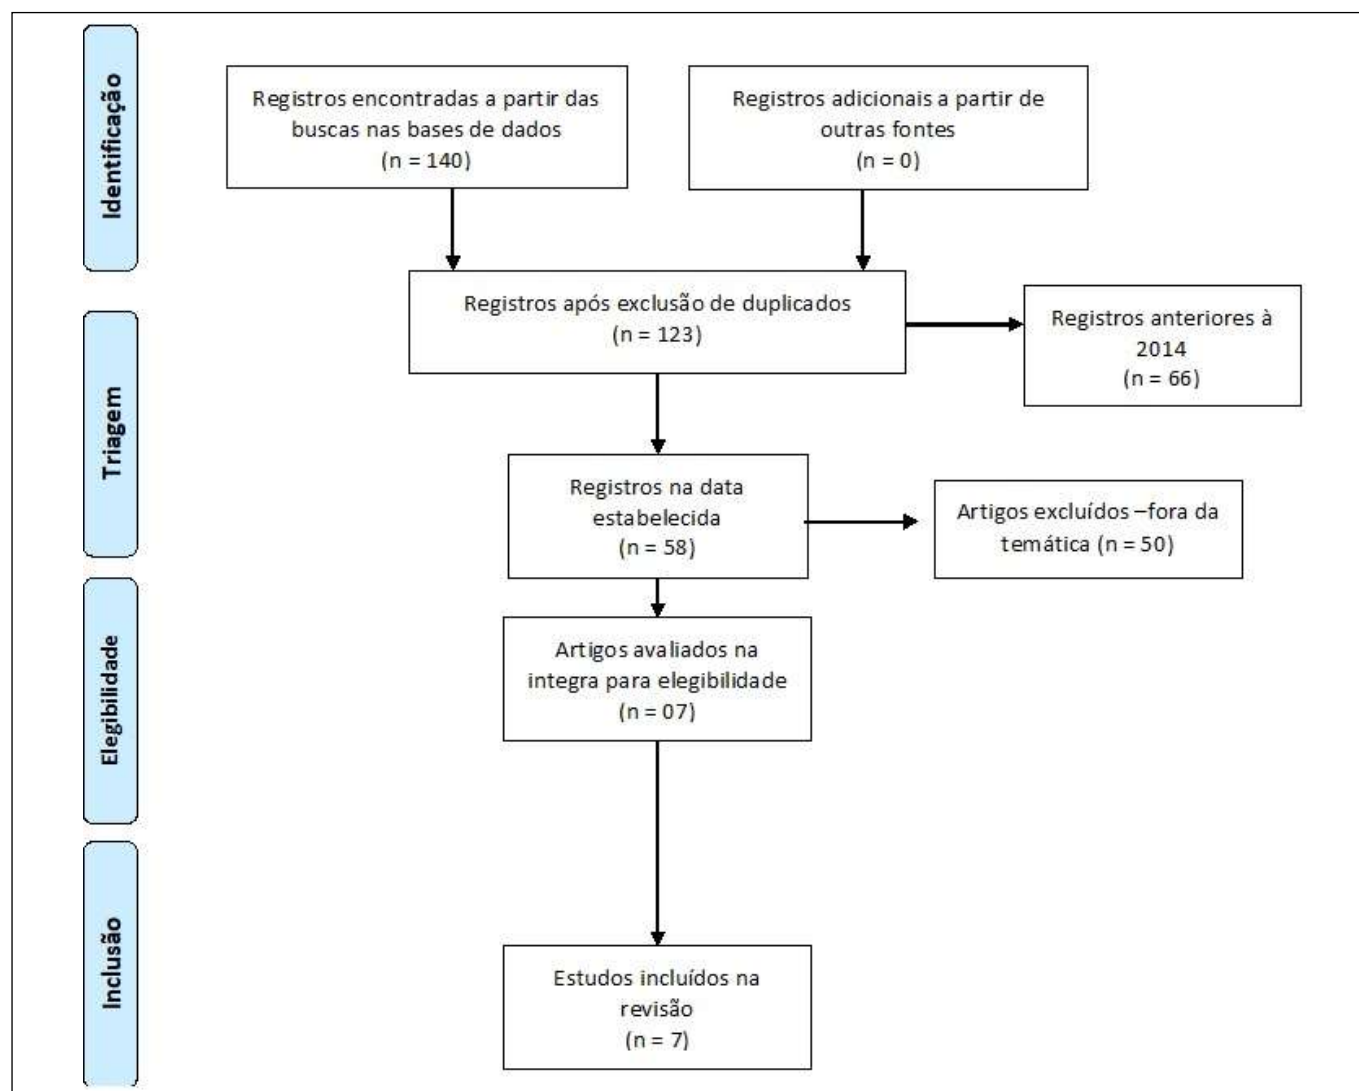 Identificação
Registros encontradas a partir das
buscas nas bases de dados
(n = 140)
Registros adicionais a partir de
outras fontes
(n = 0)
Registros após exclusão de duplicados
(n = 123)
Registros anteriores à
2014
(n = 66)
Triagem
Registros na data
estabelecida
(n = 58)
Artigos excluídos –fora da
temática (n = 50)
Elegibilidade
Artigos avaliados na
integra para elegibilidade
(n = 07)
Inclusão
Estudos incluídos na
revisão
(n = 7)